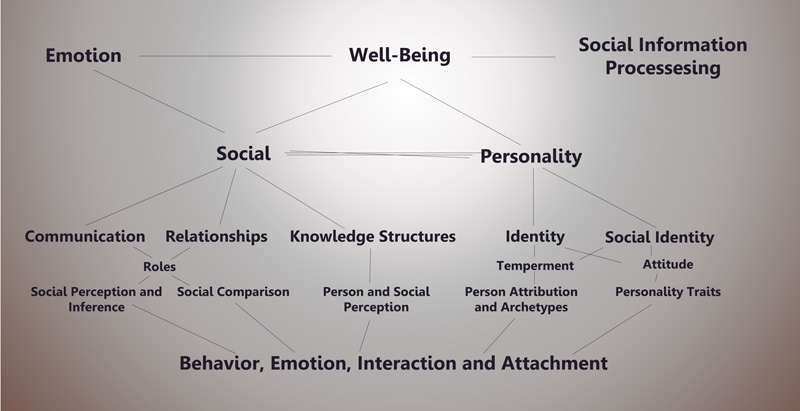 Emotion
Well-Being
Social Information
Processesing
Social
Personality
Communication
Relationships
Knowledge Structures
Identity
Social Identity
Roles
Temperment
Attitude
Social Perception and
Inference
Social Comparison
Person and Social
Perception
Person Attribution
and Archetypes
Personality Traits
Behavior, Emotion, Interaction and Attachment